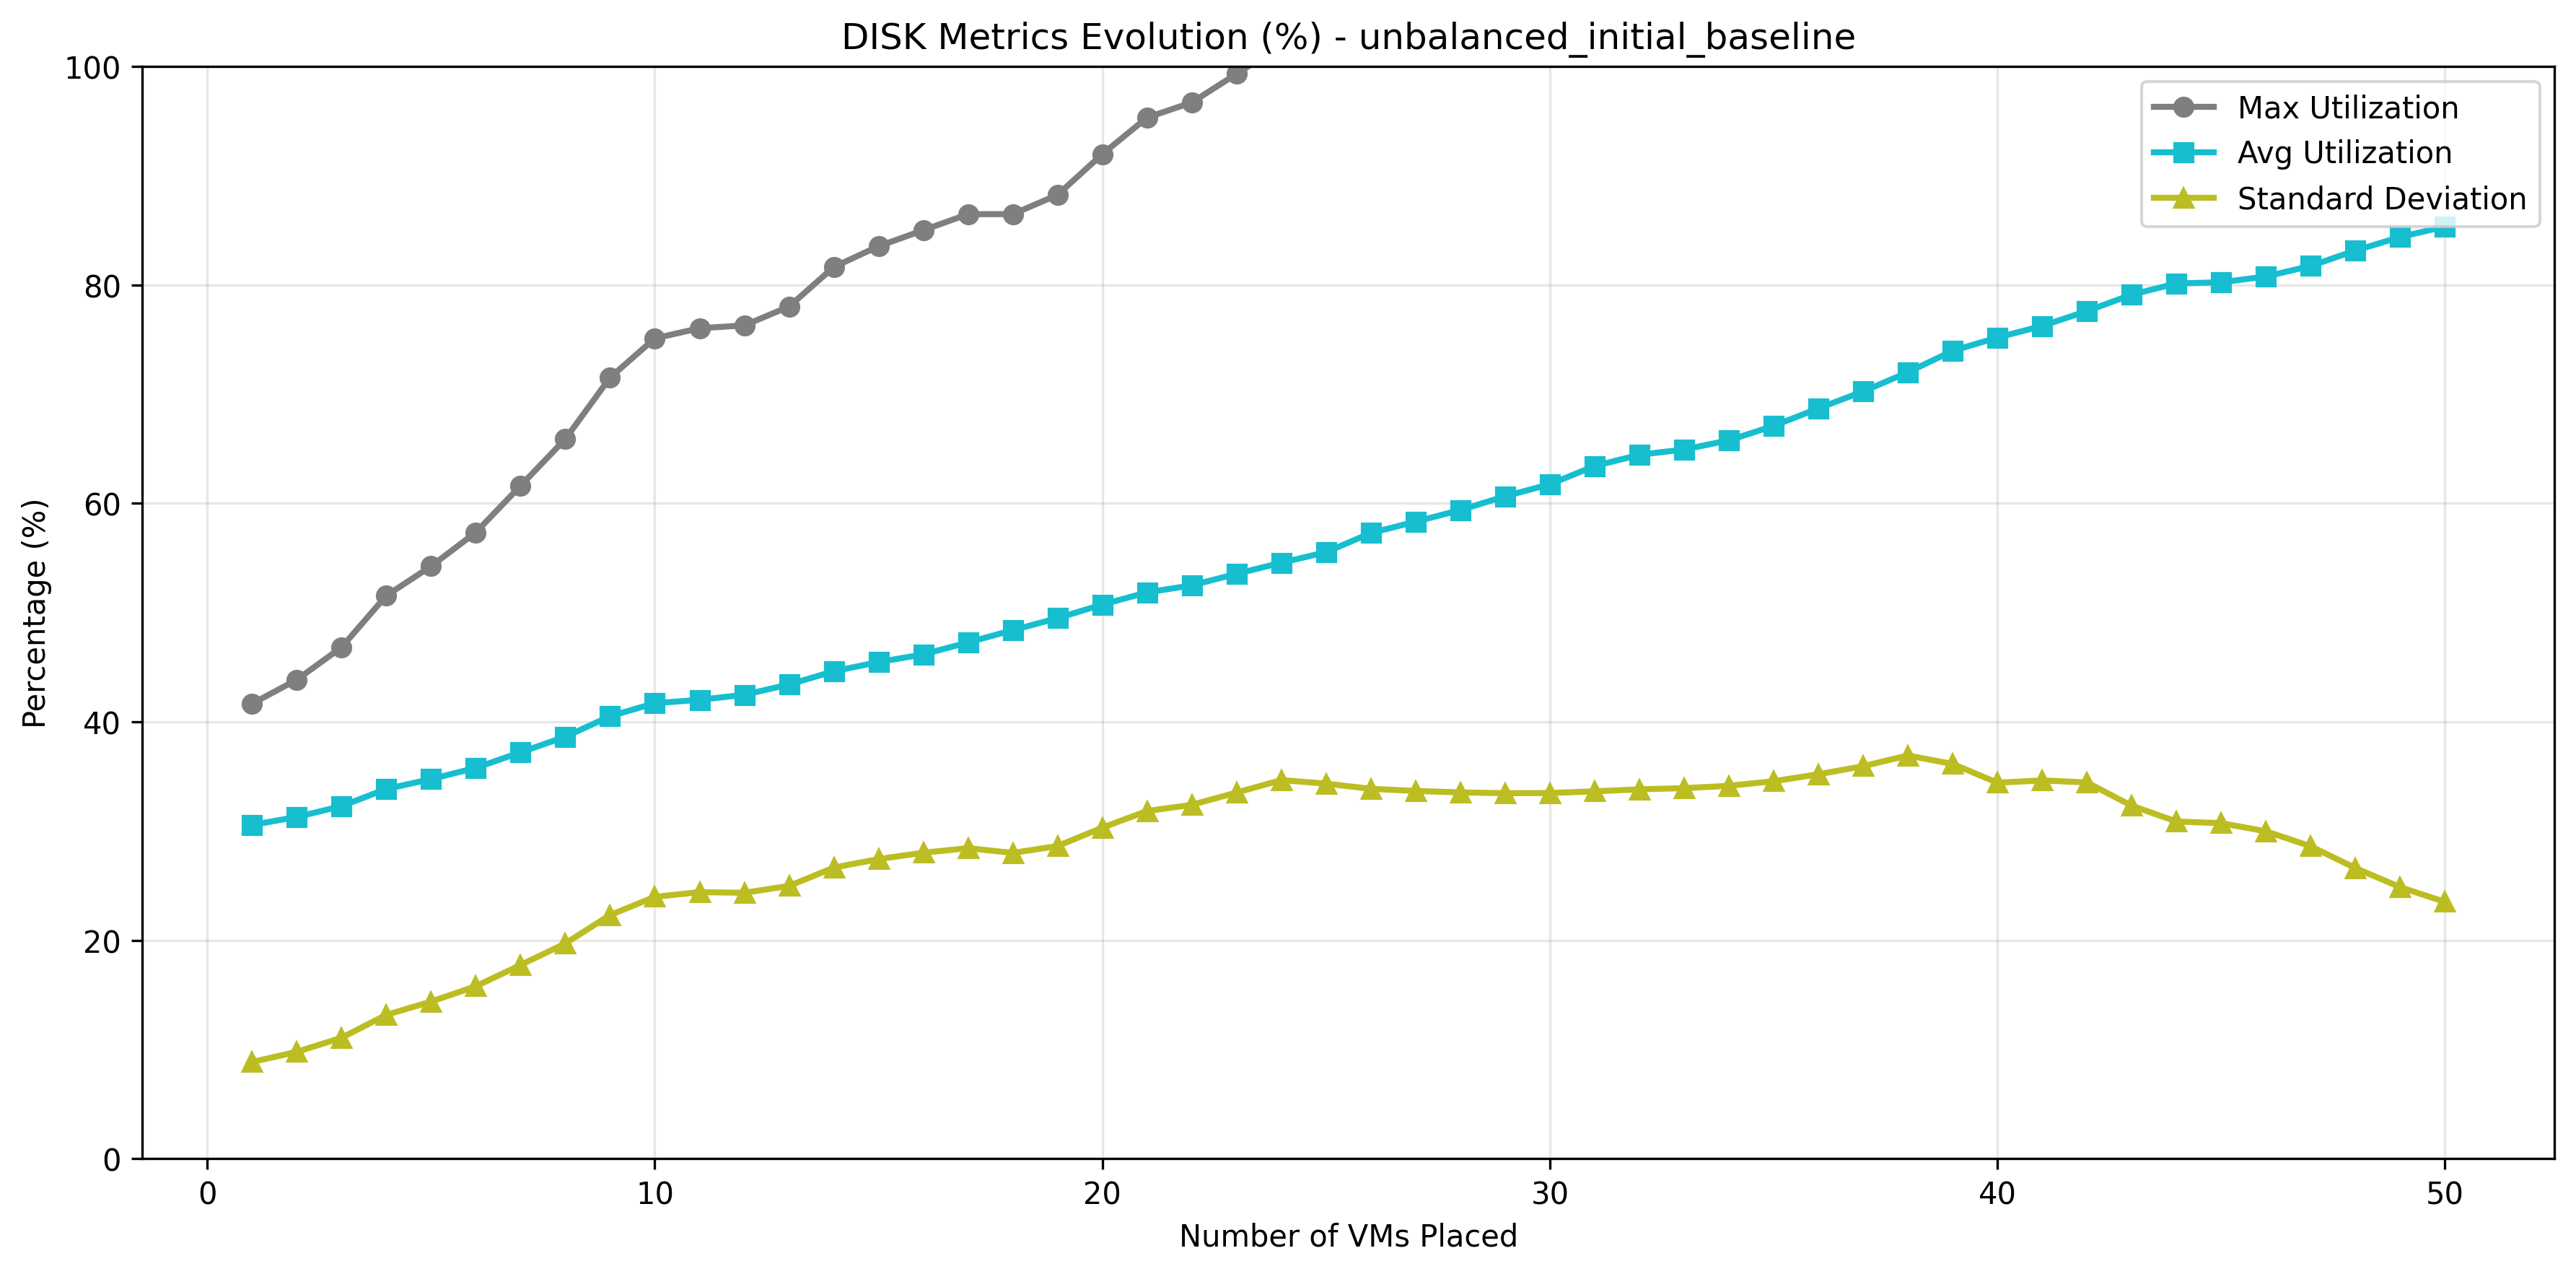 DISK Metrics Evolution (%) - unbalanced_initial_baseline
100
80
60
40
20
0
Percentage (%)
Max Utilization
Avg Utilization
Standard Deviation
0 10 20 30 40 50
Number of VMs Placed